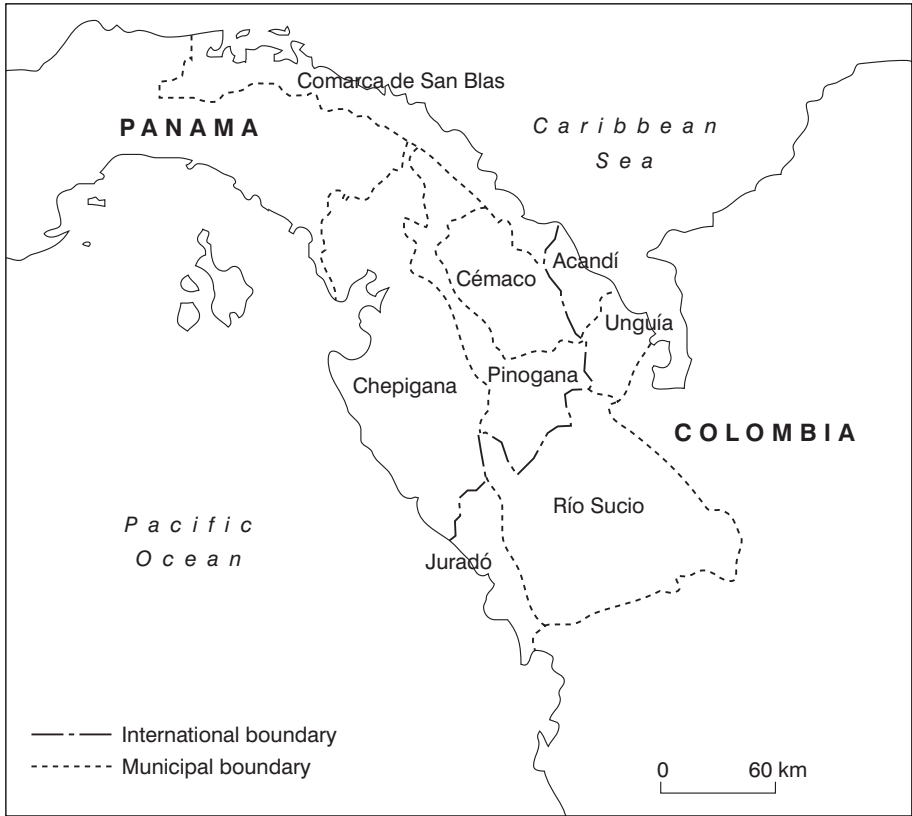 Comarca de San Blas
PANAMA
Caribbean
Sea
Acandí
Cémaco
Unguía
Pinogana
Chepigana
COLOMBIA
Río Sucio
Pacific
Ocean
Juradó
International boundary
Municipal boundary
0 60 km